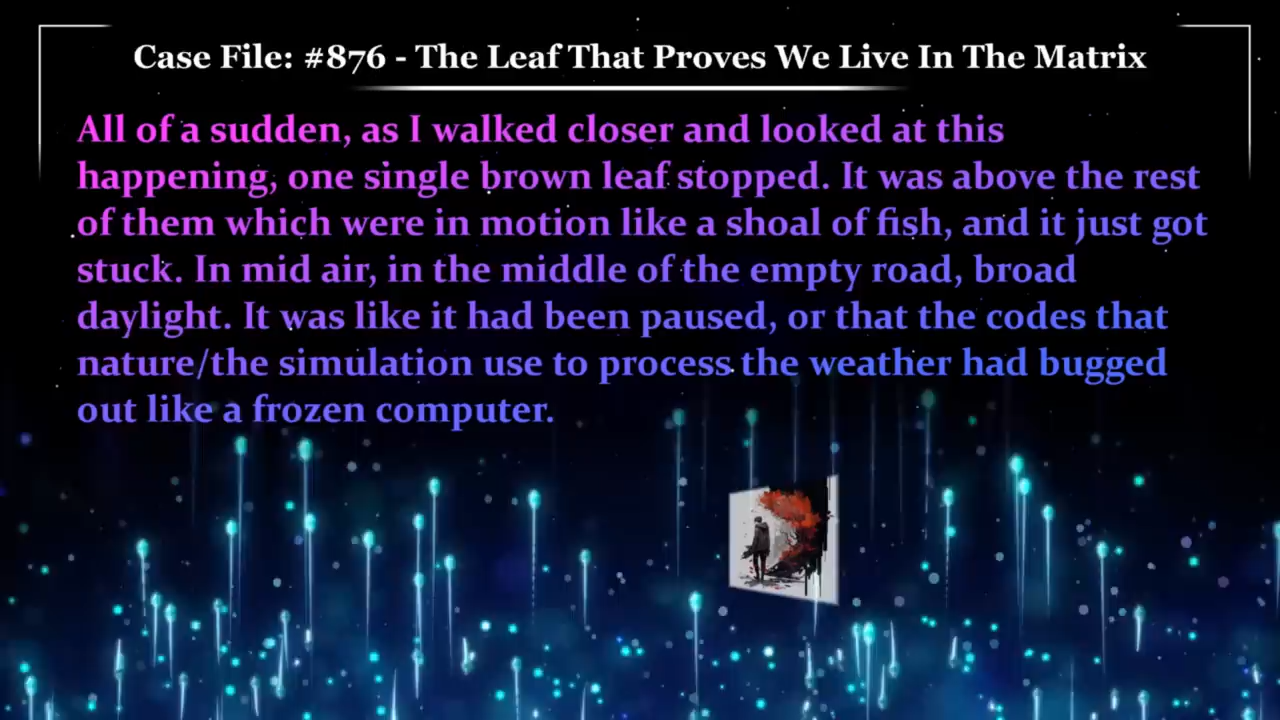 Case File: #876 - The Leaf That Proves We Live In The Matrix
All of a sudden, as I walked closer and looked at this
happening, one single brown leaf stopped. It was above the rest
of them which were in motion like a shoal of fish, and it just got
stuck. In mid air, in the middle of the empty road, broad
daylight. It was like it had been paused, or that the codes that
nature/the simulation use to process the weather had bugged
out like a frozen computer.